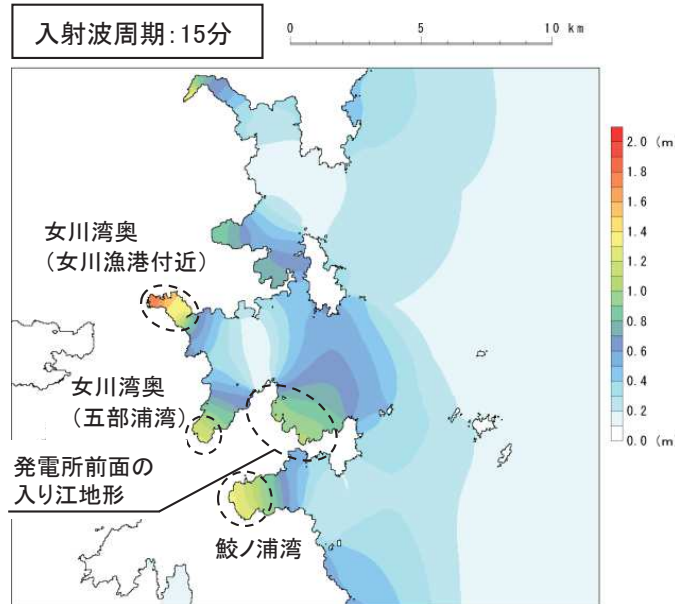 入射波周期:15分
0 5 10 km
女川湾奥
(女川漁港付近)
女川湾奥
(五部浦湾)
発電所前面の
入り江地形
鮫ノ浦湾
2.0 (m)
1.8
1.6
1.4
1.2
1.0
0.8
0.6
0.4
0.2
0.0 (m)